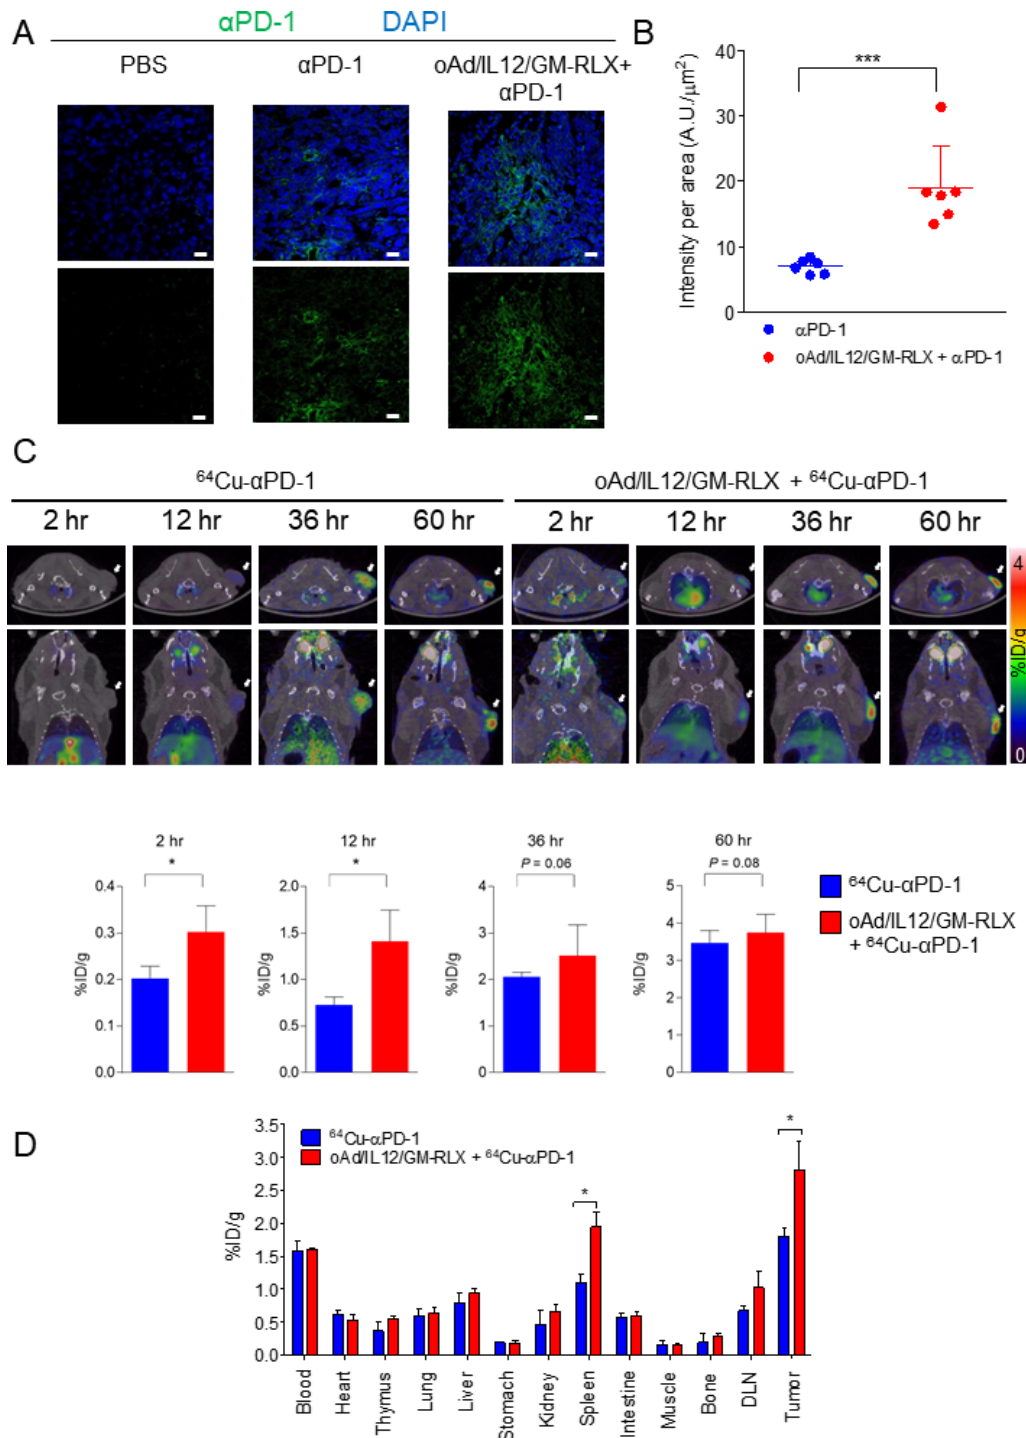 A
αPD-1 DAPI
PBS αPD-1 oAd/IL12/GM-RLX+
αPD-1
B
40
30
20
10
0
Intensity per area (A.U./μm²)
***
αPD-1
oAd/IL12/GM-RLX + αPD-1
C
⁶⁴Cu-αPD-1 oAd/IL12/GM-RLX + ⁶⁴Cu-αPD-1
2 hr 12 hr 36 hr 60 hr 2 hr 12 hr 36 hr 60 hr
4
%ID/g
0
2 hr
*
0.4
0.3
0.2
0.1
0.0
%ID/g
12 hr
*
2.0
1.5
1.0
0.5
0.0
%ID/g
36 hr
P = 0.06
4
3
2
1
0
%ID/g
60 hr
P = 0.08
5
4
3
2
1
0
%ID/g
⁶⁴Cu-αPD-1
oAd/IL12/GM-RLX
+ ⁶⁴Cu-αPD-1
D
⁶⁴Cu-αPD-1
oAd/IL12/GM-RLX + ⁶⁴Cu-αPD-1
3.5
3.0
2.5
2.0
1.5
1.0
0.5
0.0
%ID/g
*
*
Blood
Heart
Thymus
Lung
Liver
Stomach
Kidney
Spleen
Intestine
Muscle
Bone
DLN
Tumor